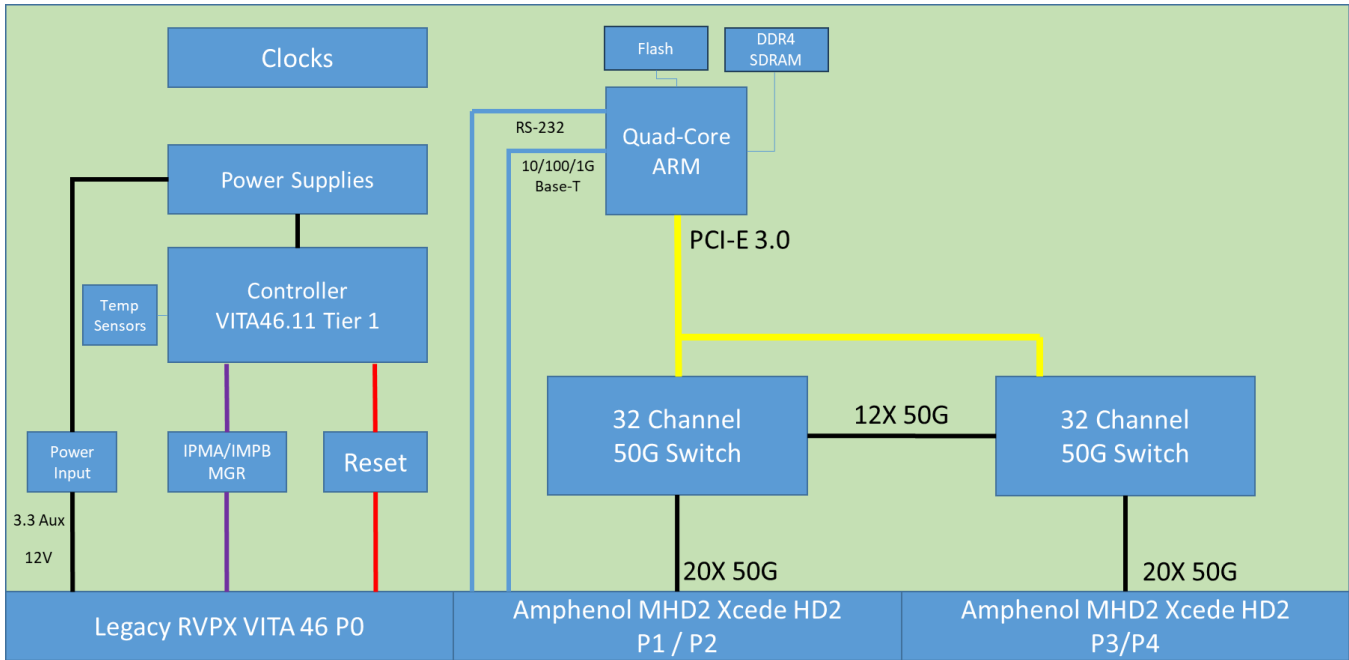 Clocks
Flash
DDR4
SDRAM
RS-232
Quad-Core
ARM
10/100/1G
Base-T
Power Supplies
PCI-E 3.0
Controller
VITA46.11 Tier 1
Temp
Sensors
32 Channel
50G Switch
12X 50G
32 Channel
50G Switch
Power
Input
IPMA/IMPB
MGR
Reset
3.3 Aux
12V
20X 50G
20X 50G
Legacy RVPX VITA 46 P0
Amphenol MHD2 Xcede HD2
P1 / P2
Amphenol MHD2 Xcede HD2
P3/P4